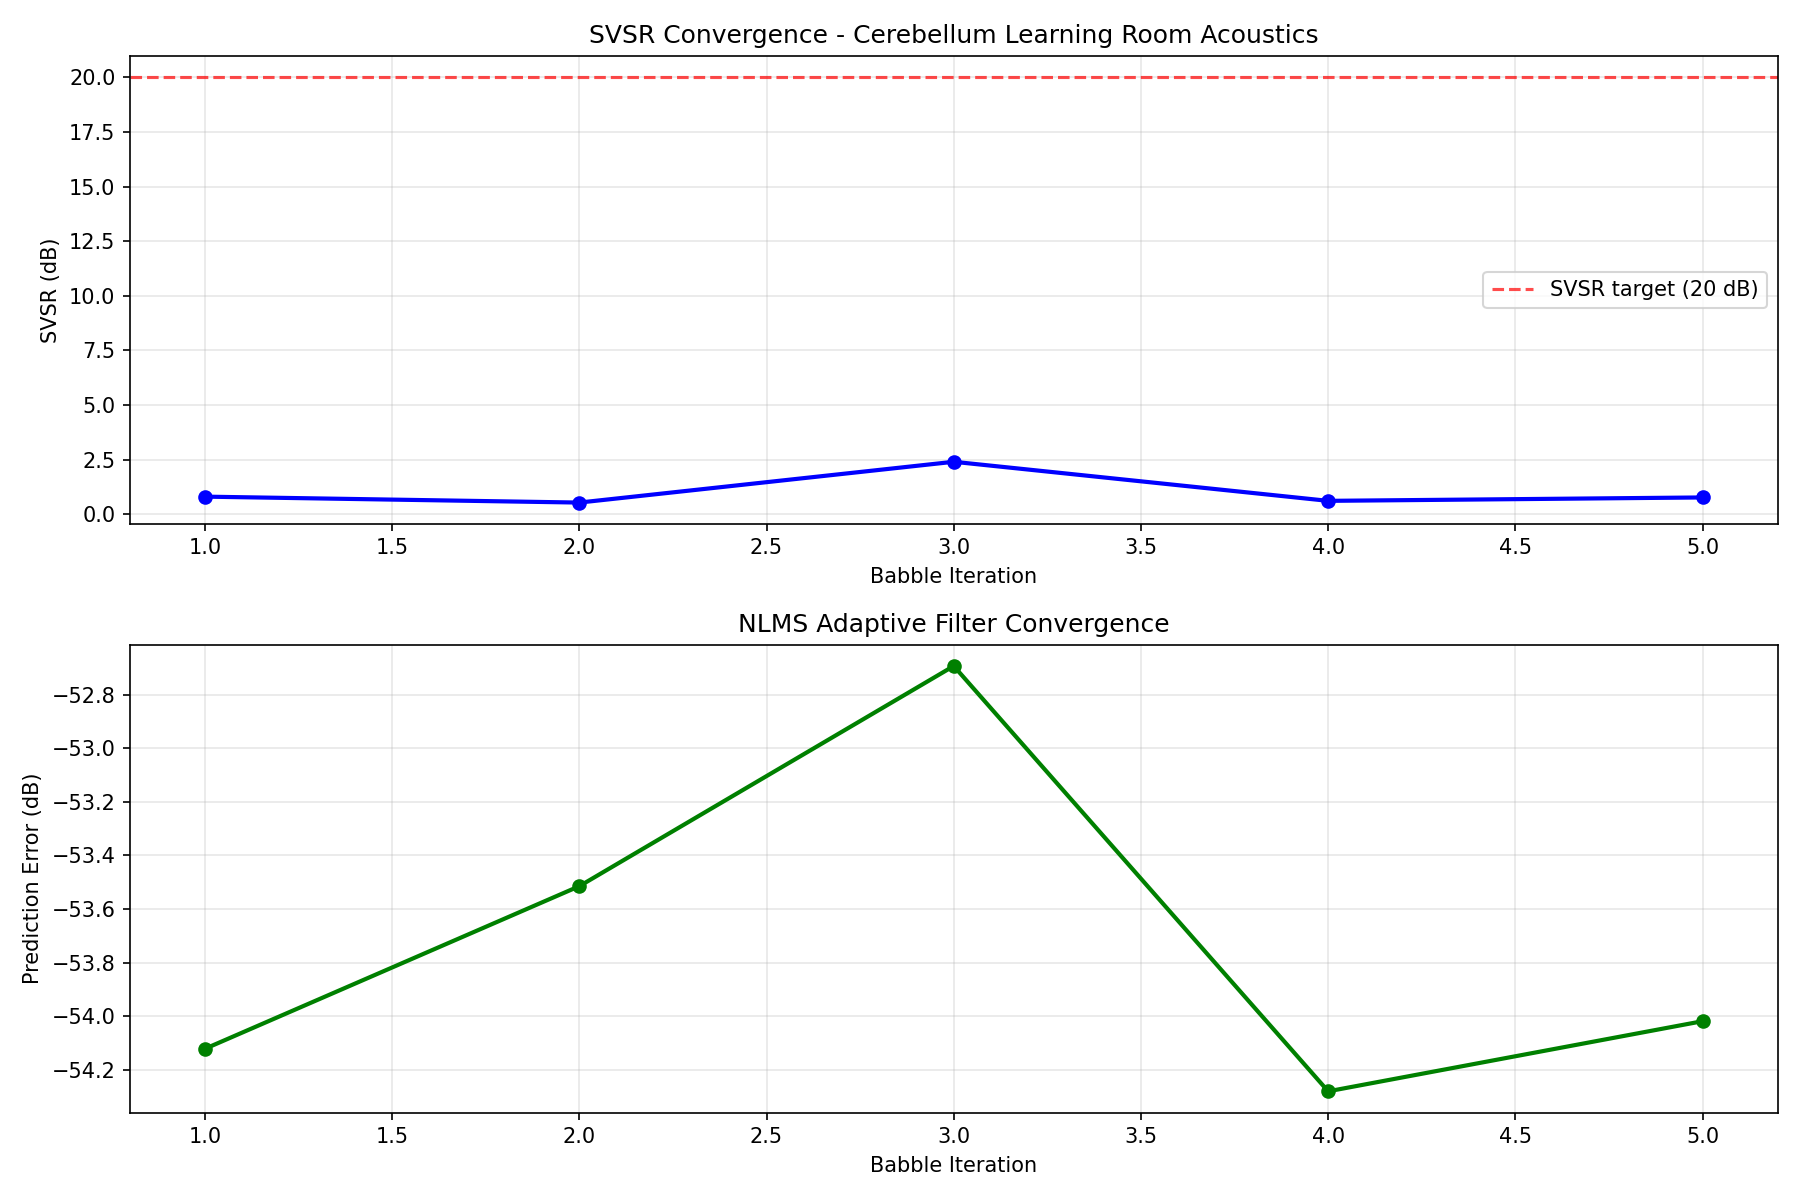 SVSR Convergence - Cerebellum Learning Room Acoustics
SVSR (dB)
20.0
17.5
15.0
12.5
10.0
7.5
5.0
2.5
0.0
SVSR target (20 dB)
1.0 1.5 2.0 2.5 3.0 3.5 4.0 4.5 5.0
Babble Iteration
NLMS Adaptive Filter Convergence
Prediction Error (dB)
−52.8
−53.0
−53.2
−53.4
−53.6
−53.8
−54.0
−54.2
1.0 1.5 2.0 2.5 3.0 3.5 4.0 4.5 5.0
Babble Iteration